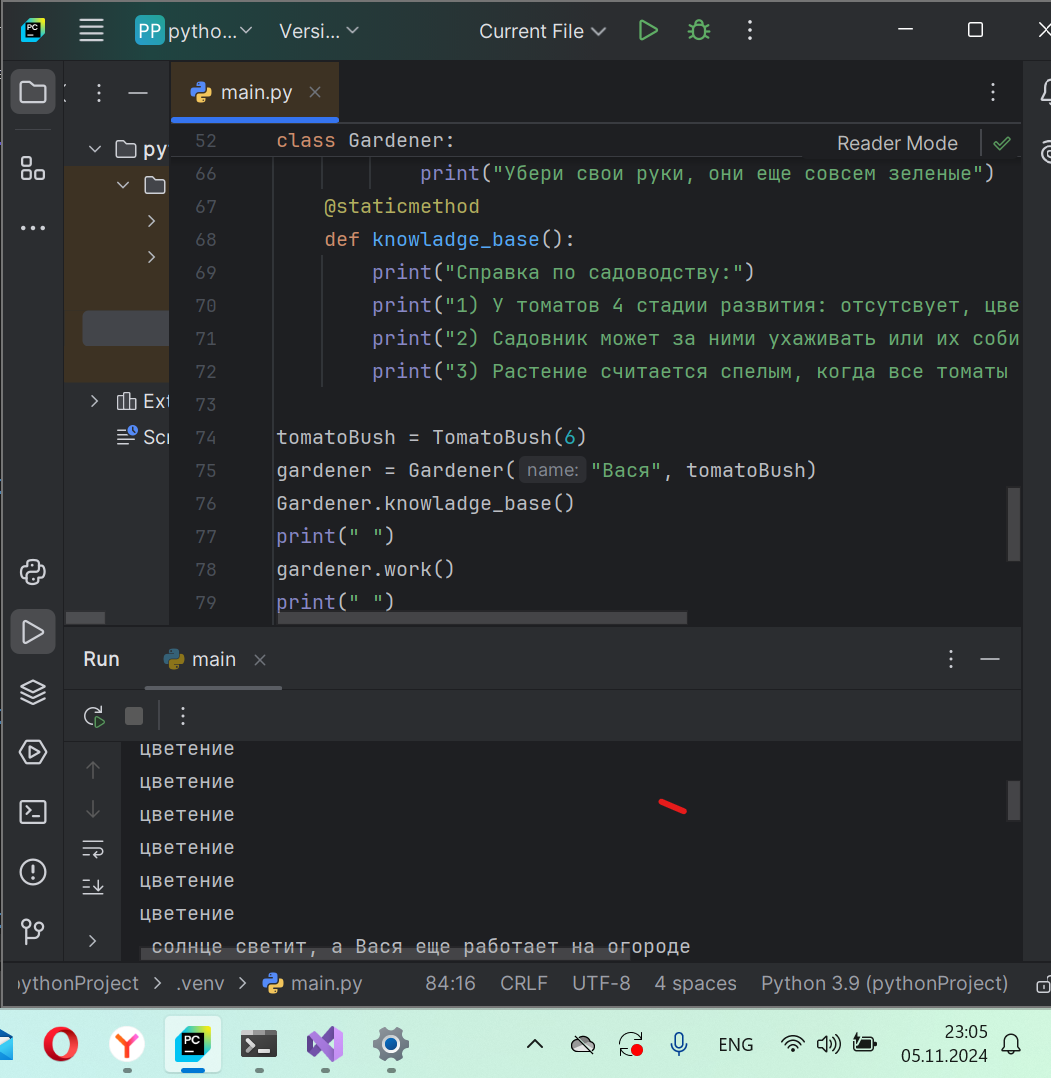 PC PP pytho... Versi... Current File
main.py
py
52 class Gardener: Reader Mode
66 print("Убери свои руки, они еще совсем зеленые")
67 @staticmethod
68 def knowladge_base():
69 print("Справка по садоводству:")
70 print("1) У томатов 4 стадии развития: отсутсвует, цве
71 print("2) Садовник может за ними ухаживать или их соби
72 print("3) Растение считается спелым, когда все томаты
73
Ext
Scr
74 tomatoBush = TomatoBush(6)
75 gardener = Gardener( name: "Вася", tomatoBush)
76 Gardener.knowladge_base()
77 print(" ")
78 gardener.work()
79 print(" ")
Run main
цветение
цветение
цветение
цветение
цветение
цветение
солнце светит, а Вася еще работает на огороде
pythonProject > .venv > main.py 84:16 CRLF UTF-8 4 spaces Python 3.9 (pythonProject)
PC ENG 23:05
05.11.2024